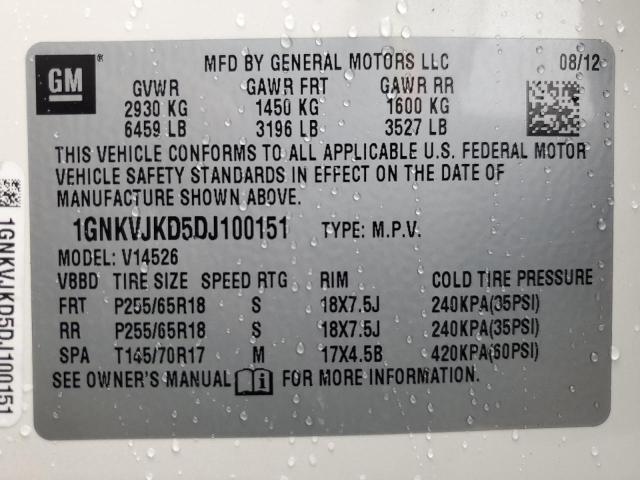 GM
®
MFD BY GENERAL MOTORS LLC 08/12
GVWR GAWR FRT GAWR RR
2930 KG 1450 KG 1600 KG
6459 LB 3196 LB 3527 LB
THIS VEHICLE CONFORMS TO ALL APPLICABLE U.S. FEDERAL MOTOR
VEHICLE SAFETY STANDARDS IN EFFECT ON THE DATE OF
MANUFACTURE SHOWN ABOVE.
1GNKVJKD5DJ100151 TYPE: M.P.V.
MODEL: V14526
VBBD TIRE SIZE SPEED RTG RIM COLD TIRE PRESSURE
FRT P255/65R18 S 18X7.5J 240KPA(35PSI)
RR P255/65R18 S 18X7.5J 240KPA(35PSI)
SPA T145/70R17 M 17X4.5B 420KPA(60PSI)
SEE OWNER'S MANUAL FOR MORE INFORMATION.
1GNKVJKD5DJ100151